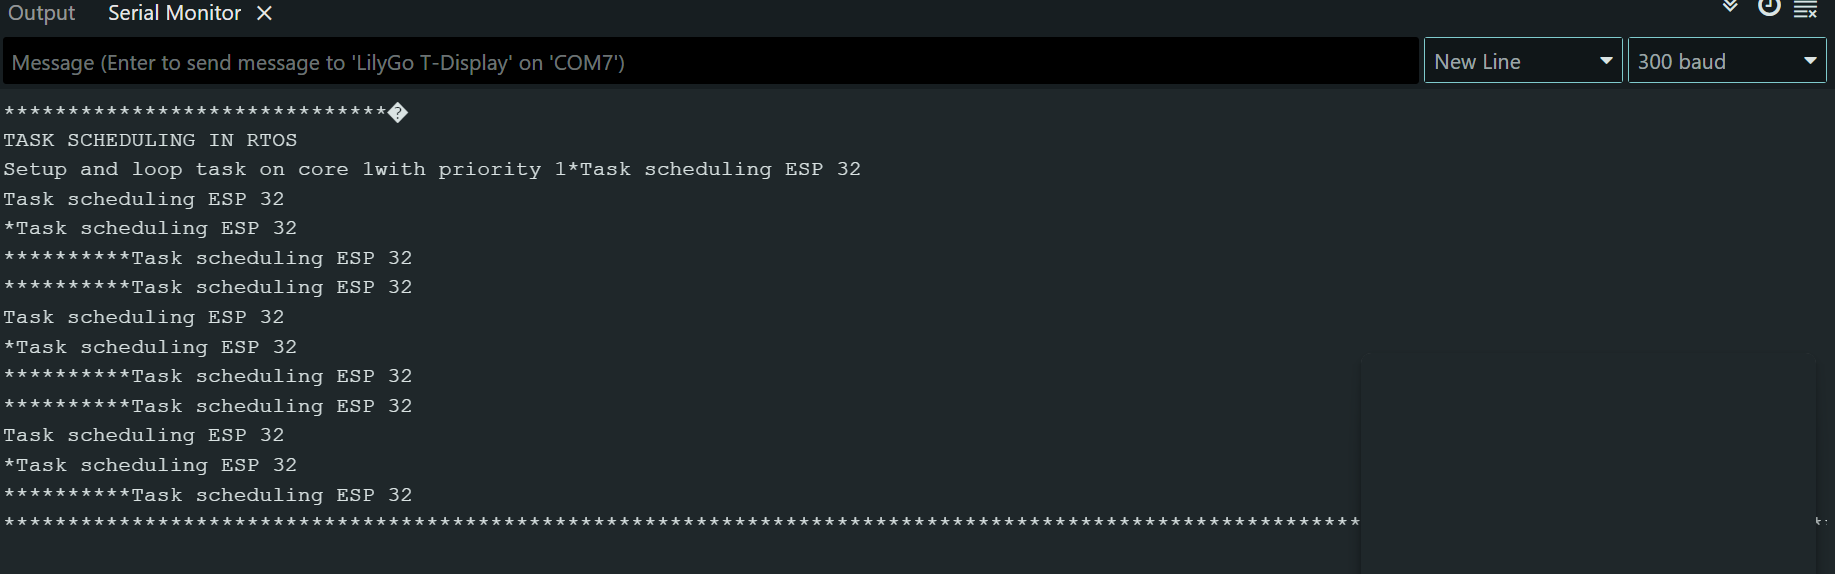 Output Serial Monitor ×
Message (Enter to send message to 'LilyGo T-Display' on 'COM7') New Line 300 baud
******************************�
TASK SCHEDULING IN RTOS
Setup and loop task on core 1with priority 1*Task scheduling ESP 32
Task scheduling ESP 32
*Task scheduling ESP 32
**********Task scheduling ESP 32
**********Task scheduling ESP 32
Task scheduling ESP 32
*Task scheduling ESP 32
**********Task scheduling ESP 32
**********Task scheduling ESP 32
Task scheduling ESP 32
*Task scheduling ESP 32
**********Task scheduling ESP 32
**********************************************************************************************************